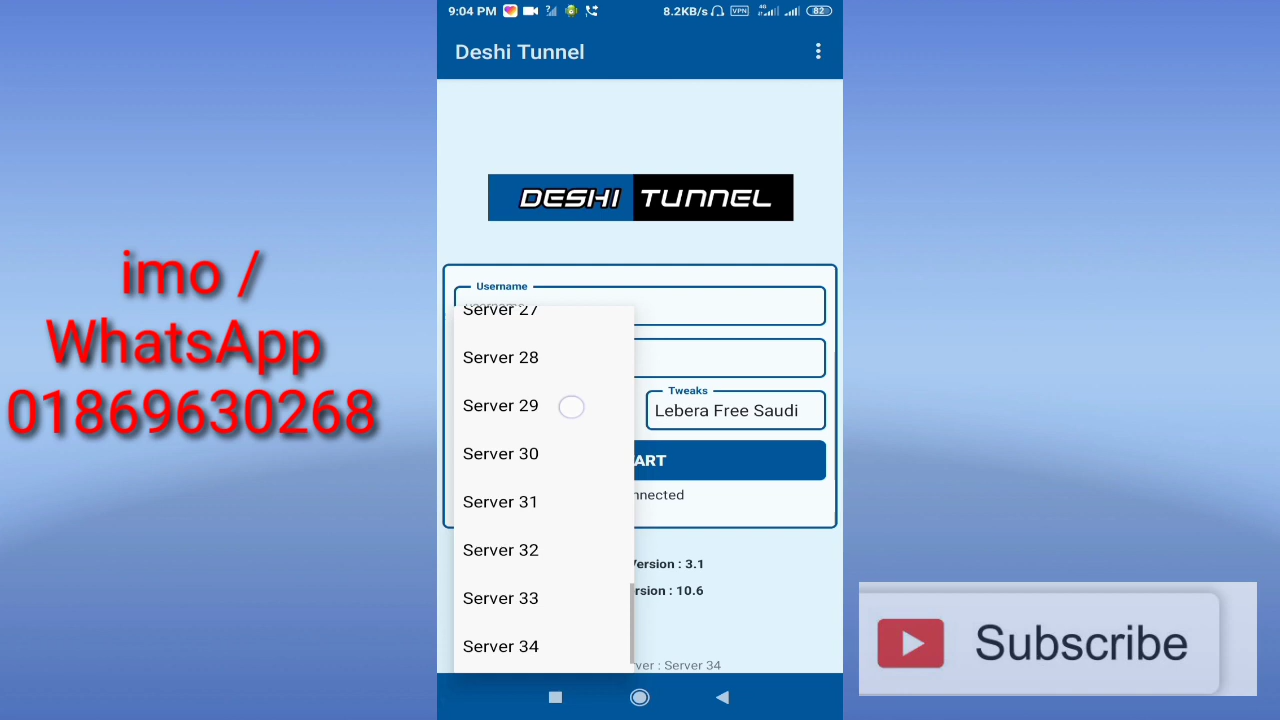 9:04 PM
8.2KB/s
VPN
4G
82
Deshi Tunnel
DESHI TUNNEL
imo /
WhatsApp
01869630268
Username
Server 27
Server 28
Server 29
Server 30
Server 31
Server 32
Server 33
Server 34
Tweaks
Lebera Free Saudi
ART
nnected
Version : 3.1
rsion : 10.6
ver : Server 34
Subscribe